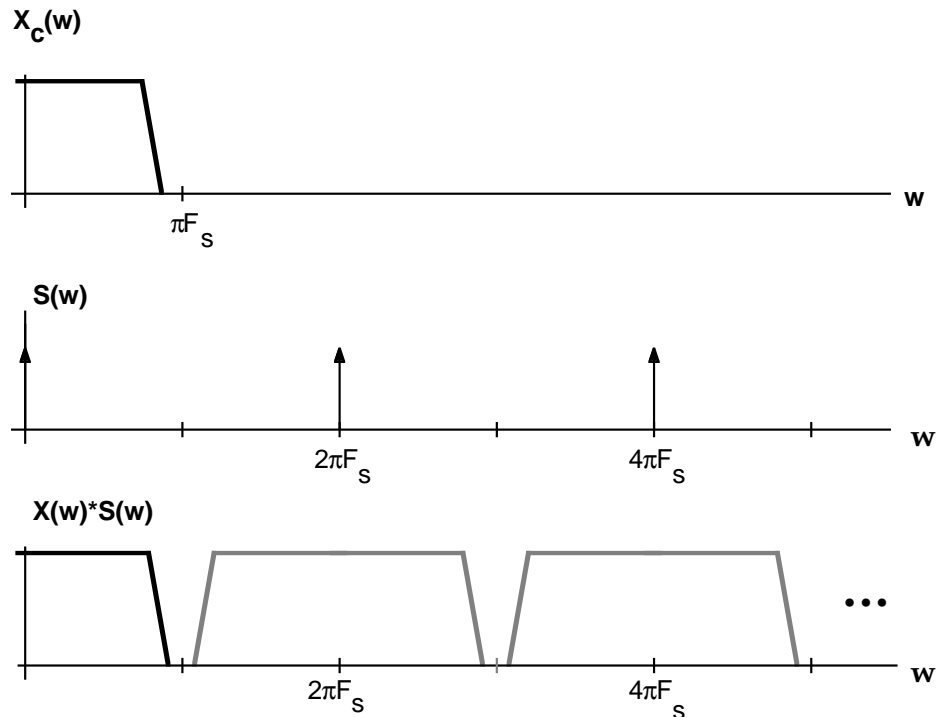 X_c(w)
w
πF_s
S(w)
w
2πF_s
4πF_s
X(w)*S(w)
•••
w
2πF_s
4πF_s